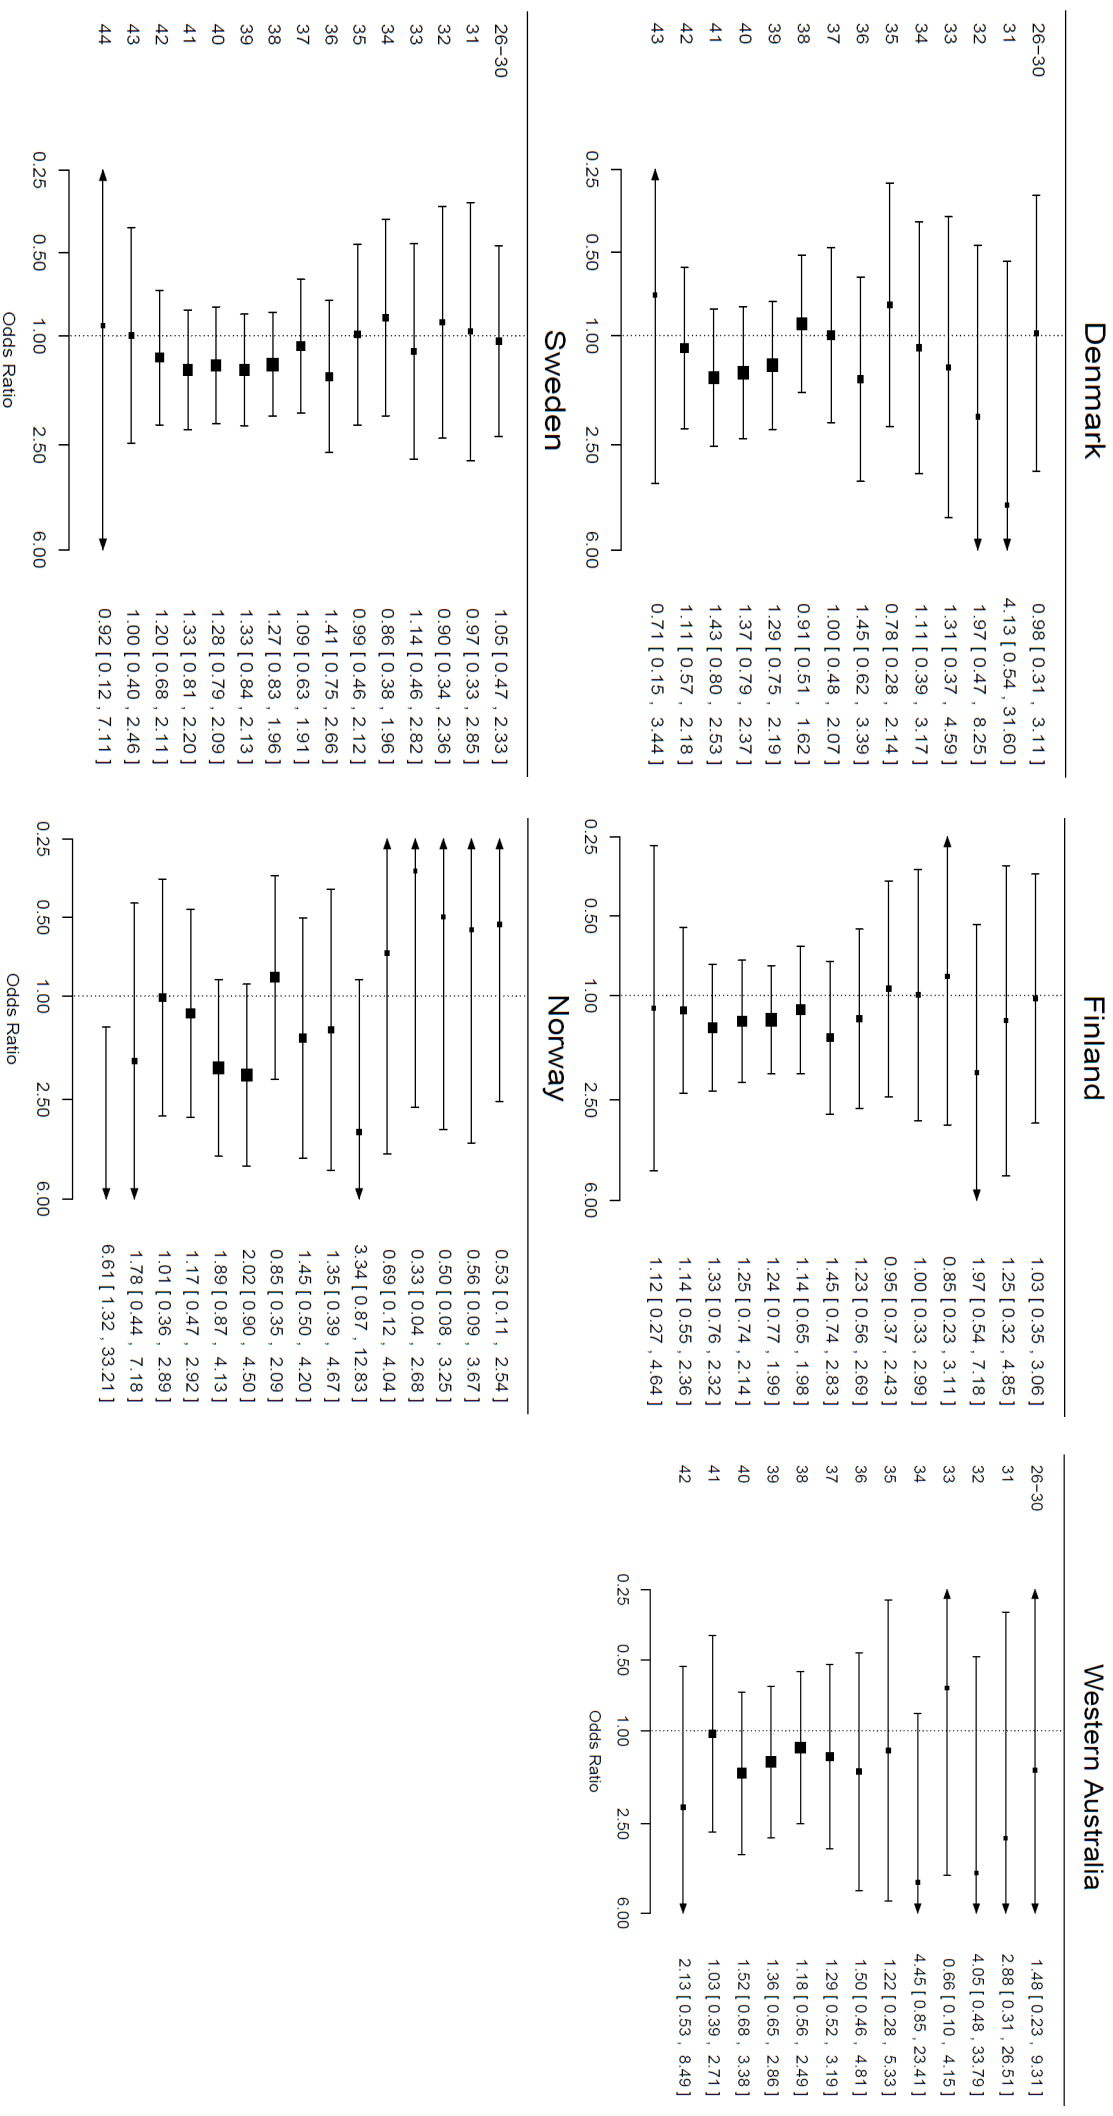 Denmark
26−30 0.98 [ 0.31 , 3.11 ]
31 4.13 [ 0.54 , 31.60 ]
32 1.97 [ 0.47 , 8.25 ]
33 1.31 [ 0.37 , 4.59 ]
34 1.11 [ 0.39 , 3.17 ]
35 0.78 [ 0.28 , 2.14 ]
36 1.45 [ 0.62 , 3.39 ]
37 1.00 [ 0.48 , 2.07 ]
38 0.91 [ 0.51 , 1.62 ]
39 1.29 [ 0.75 , 2.19 ]
40 1.37 [ 0.79 , 2.37 ]
41 1.43 [ 0.80 , 2.53 ]
42 1.11 [ 0.57 , 2.18 ]
43 0.71 [ 0.15 , 3.44 ]
0.25 0.50 1.00 2.50 6.00
Finland
1.03 [ 0.35 , 3.06 ]
1.25 [ 0.32 , 4.85 ]
1.97 [ 0.54 , 7.18 ]
0.85 [ 0.23 , 3.11 ]
1.00 [ 0.33 , 2.99 ]
0.95 [ 0.37 , 2.43 ]
1.23 [ 0.56 , 2.69 ]
1.45 [ 0.74 , 2.83 ]
1.14 [ 0.65 , 1.98 ]
1.24 [ 0.77 , 1.99 ]
1.25 [ 0.74 , 2.14 ]
1.33 [ 0.76 , 2.32 ]
1.14 [ 0.55 , 2.36 ]
1.12 [ 0.27 , 4.64 ]
0.25 0.50 1.00 2.50 6.00
Western Australia
26−30 1.48 [ 0.23 , 9.31 ]
31 2.88 [ 0.31 , 26.51 ]
32 4.05 [ 0.48 , 33.79 ]
33 0.66 [ 0.10 , 4.15 ]
34 4.45 [ 0.85 , 23.41 ]
35 1.22 [ 0.28 , 5.33 ]
36 1.50 [ 0.46 , 4.81 ]
37 1.29 [ 0.52 , 3.19 ]
38 1.18 [ 0.56 , 2.49 ]
39 1.36 [ 0.65 , 2.86 ]
40 1.52 [ 0.68 , 3.38 ]
41 1.03 [ 0.39 , 2.71 ]
42 2.13 [ 0.53 , 8.49 ]
0.25 0.50 1.00 2.50 6.00
Odds Ratio
Sweden
26−30 1.05 [ 0.47 , 2.33 ]
31 0.97 [ 0.33 , 2.85 ]
32 0.90 [ 0.34 , 2.36 ]
33 1.14 [ 0.46 , 2.82 ]
34 0.86 [ 0.38 , 1.96 ]
35 0.99 [ 0.46 , 2.12 ]
36 1.41 [ 0.75 , 2.66 ]
37 1.09 [ 0.63 , 1.91 ]
38 1.27 [ 0.83 , 1.96 ]
39 1.33 [ 0.84 , 2.13 ]
40 1.28 [ 0.79 , 2.09 ]
41 1.33 [ 0.81 , 2.20 ]
42 1.20 [ 0.68 , 2.11 ]
43 1.00 [ 0.40 , 2.46 ]
44 0.92 [ 0.12 , 7.11 ]
0.25 0.50 1.00 2.50 6.00
Odds Ratio
Norway
0.53 [ 0.11 , 2.54 ]
0.56 [ 0.09 , 3.67 ]
0.50 [ 0.08 , 3.25 ]
0.33 [ 0.04 , 2.68 ]
0.69 [ 0.12 , 4.04 ]
3.34 [ 0.87 , 12.83 ]
1.35 [ 0.39 , 4.67 ]
1.45 [ 0.50 , 4.20 ]
0.85 [ 0.35 , 2.09 ]
2.02 [ 0.90 , 4.50 ]
1.89 [ 0.87 , 4.13 ]
1.17 [ 0.47 , 2.92 ]
1.01 [ 0.36 , 2.89 ]
1.78 [ 0.44 , 7.18 ]
6.61 [ 1.32 , 33.21 ]
0.25 0.50 1.00 2.50 6.00
Odds Ratio